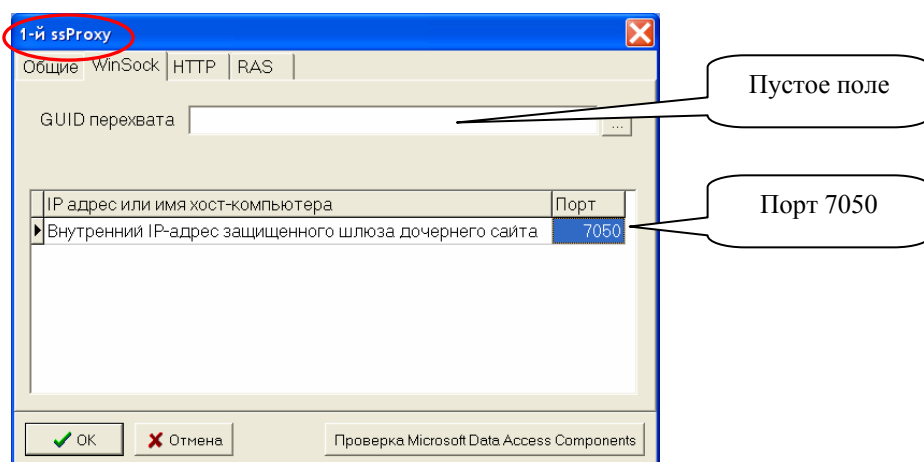 1-й ssProxy
Общие WinSock HTTP RAS
Пустое поле
GUID перехвата ...
IP адрес или имя хост-компьютера Порт
Порт 7050
Внутренний IP-адрес защищенного шлюза дочернего сайта 7050
OK Отмена Проверка Microsoft Data Access Components